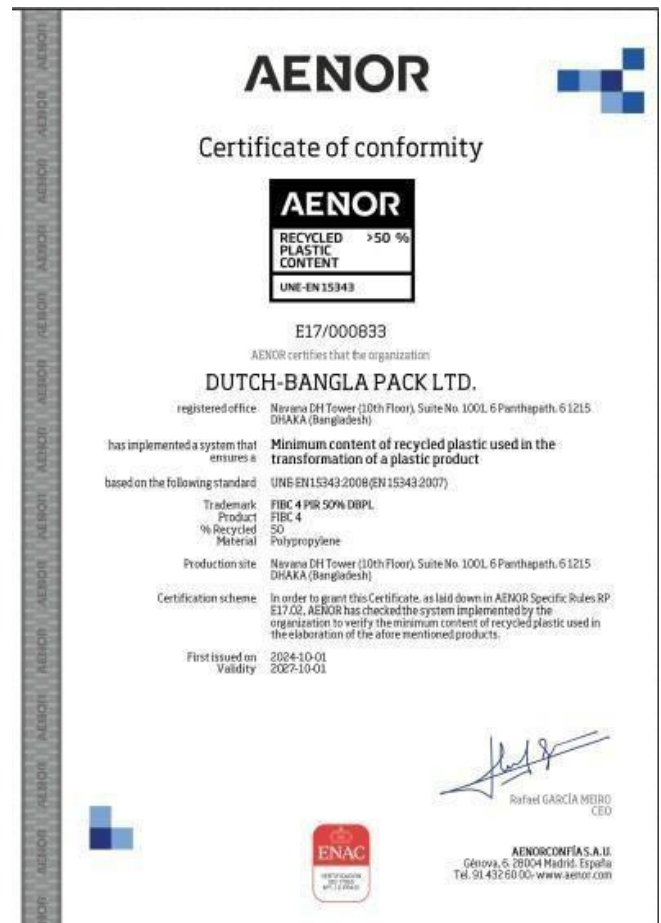 AENOR
Certificate of conformity
AENOR
RECYCLED >50 %
PLASTIC
CONTENT
UNE-EN 15343
E17/000833
AENOR certifies that the organization
DUTCH-BANGLA PACK LTD.
registered office Navana DH Tower (10th Floor), Suite No. 1001, 6 Panthapath, 6 1215
DHAKA (Bangladesh)
has implemented a system that Minimum content of recycled plastic used in the
ensures a transformation of a plastic product
based on the following standard UNE-EN 15343:2008 (EN 15343:2007)
Trademark FIBC 4 PIR 50% DBPL
Product FIBC 4
% Recycled 50
Material Polypropylene
Production site Navana DH Tower (10th Floor), Suite No. 1001, 6 Panthapath, 6 1215
DHAKA (Bangladesh)
Certification scheme In order to grant this Certificate, as laid down in AENOR Specific Rules RP
E17.02, AENOR has checked the system implemented by the
organization to verify the minimum content of recycled plastic used in
the elaboration of the afore mentioned products.
First issued on 2024-10-01
Validity 2027-10-01
Rafael GARCÍA MEIRO
CEO
ENAC
AENOR CONFÍA S.A.U.
Génova, 6. 28004 Madrid. España
Tel. 91 432 60 00.- www.aenor.com